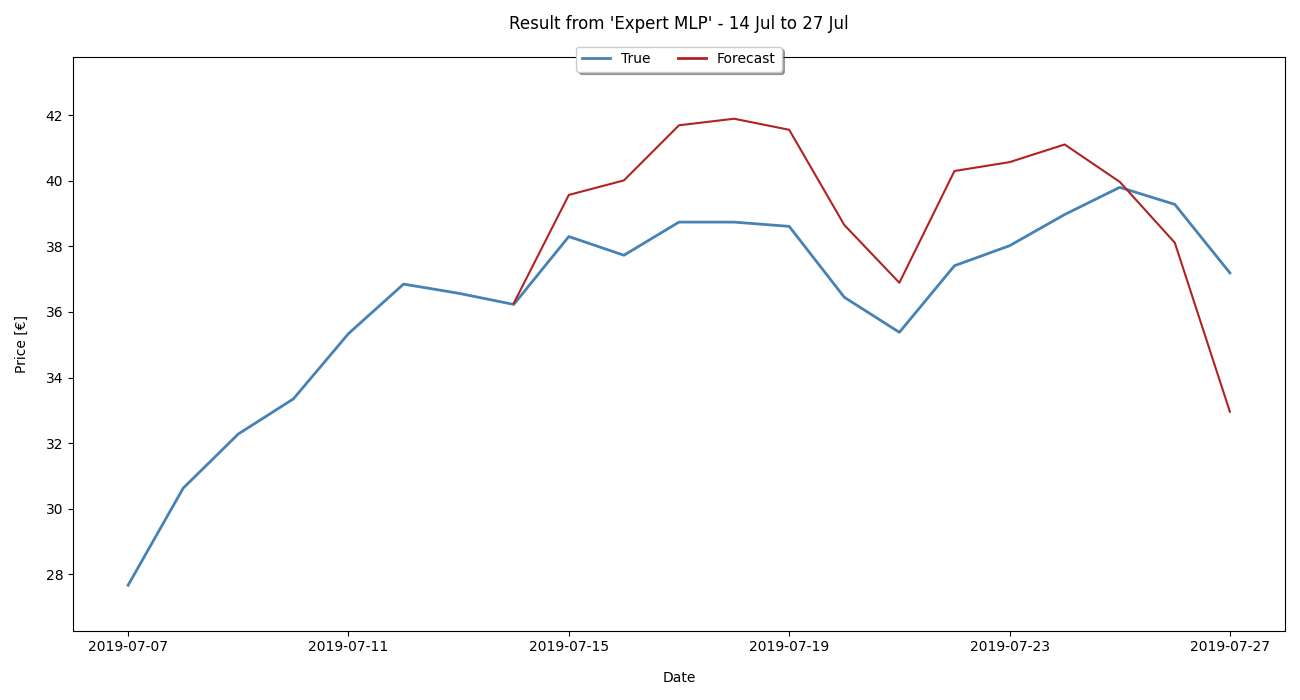 Result from 'Expert MLP' - 14 Jul to 27 Jul
True Forecast
Price [€]
42
40
38
36
34
32
30
28
2019-07-07 2019-07-11 2019-07-15 2019-07-19 2019-07-23 2019-07-27
Date